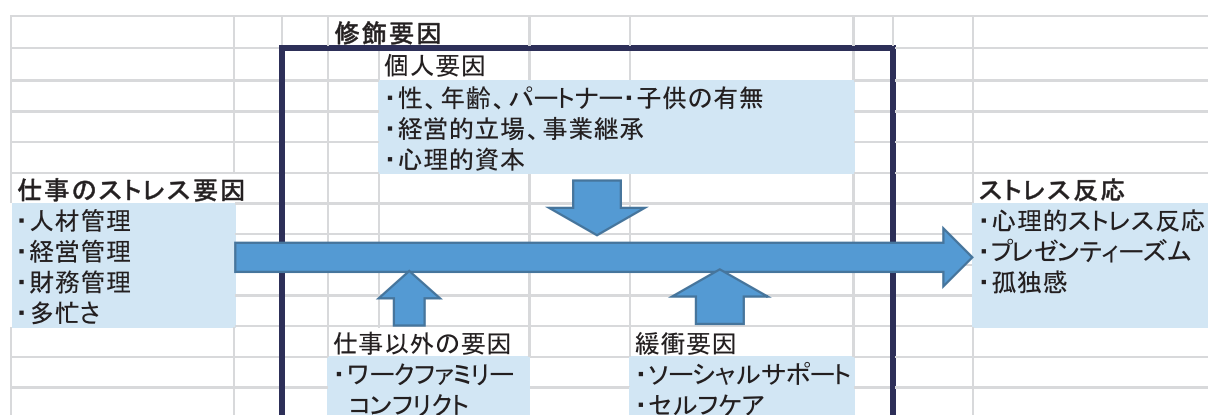 修飾要因
個人要因
・性、年齢、パートナー・子供の有無
・経営的立場、事業継承
・心理的資本
仕事のストレス要因
・人材管理
・経営管理
・財務管理
・多忙さ
ストレス反応
・心理的ストレス反応
・プレゼンティーズム
・孤独感
仕事以外の要因
・ワークファミリー
コンフリクト
緩衝要因
・ソーシャルサポート
・セルフケア